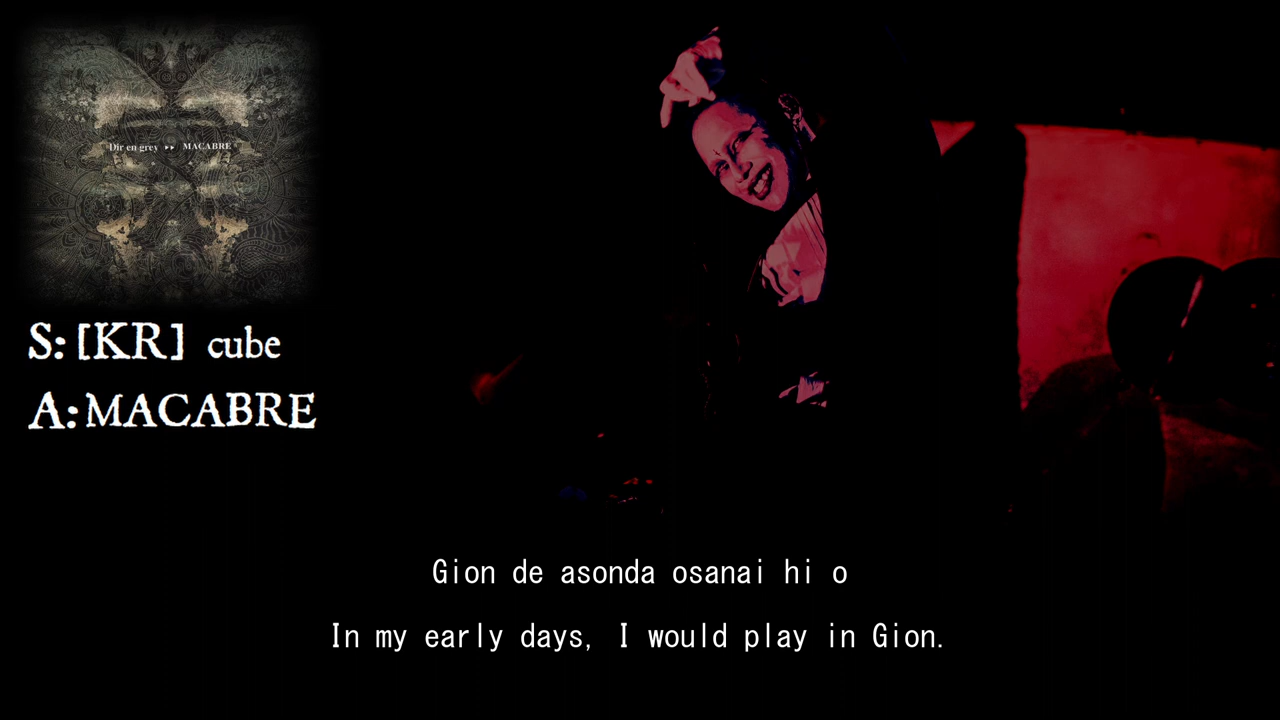 Dir en grey ▸▸ MACABRE
S: [KR] cube
A: MACABRE
Gion de asonda osanai hi o
In my early days, I would play in Gion.